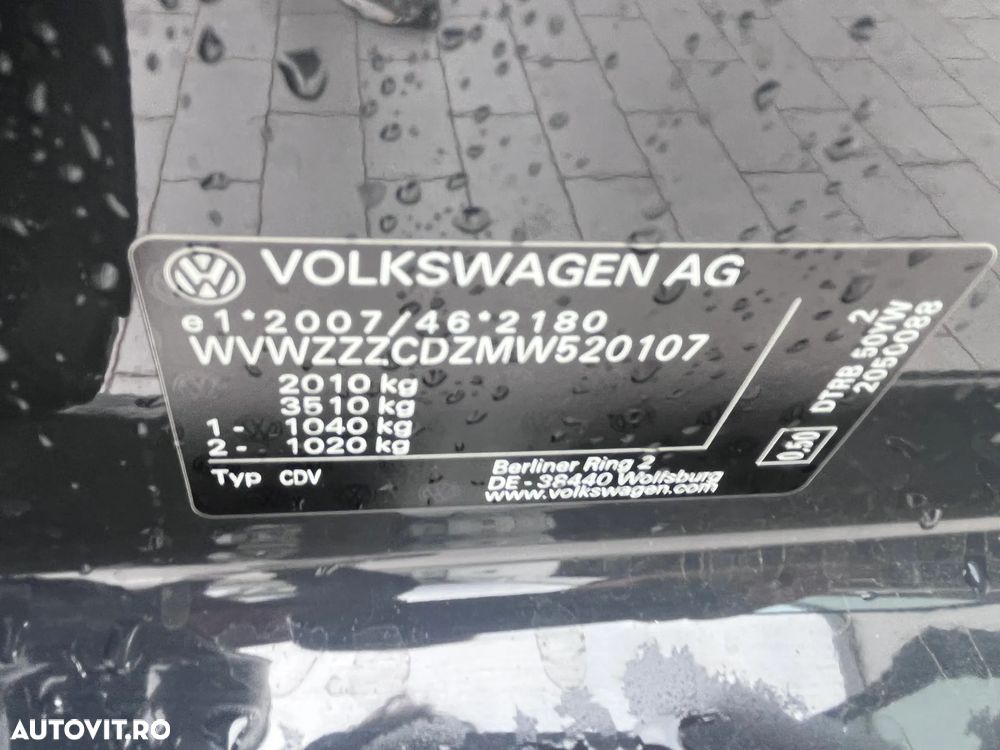 VOLKSWAGEN AG
e1*2007/46*2180
WVWZZZCDZMW520107
2010 kg
3510 kg
1 - 1040 kg
2 - 1020 kg
Typ CDV
Berliner Ring 2
DE - 38440 Wolfsburg
www.volkswagen.com
0.50
DTRB 50YW 2
2050088
AUTOVIT.RO